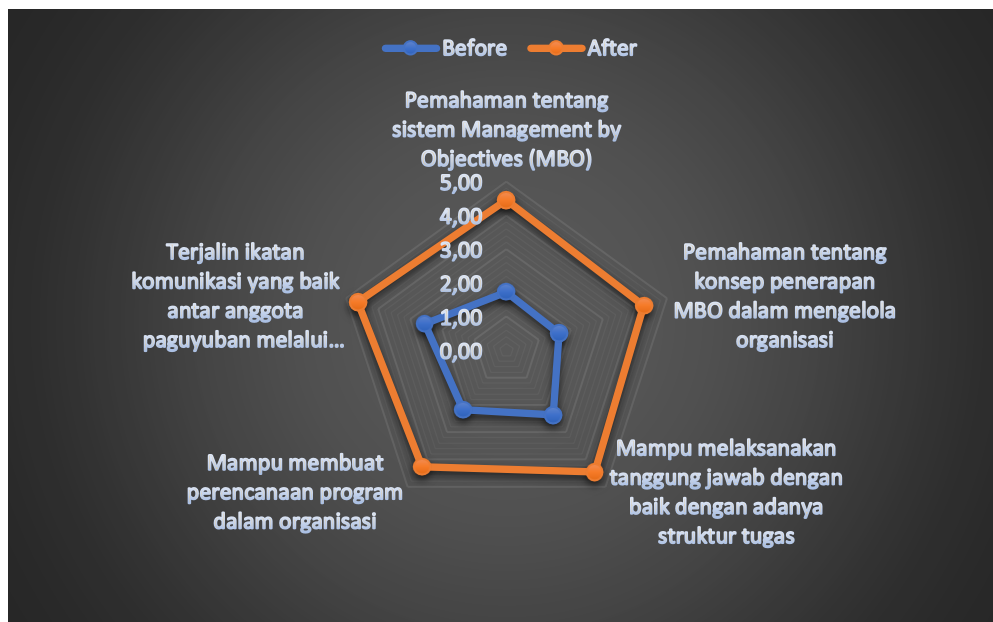 Before After
Pemahaman tentang
sistem Management by
Objectives (MBO)
5,00
4,00
3,00
2,00
1,00
0,00
Pemahaman tentang
konsep penerapan
MBO dalam mengelola
organisasi
Mampu melaksanakan
tanggung jawab dengan
baik dengan adanya
struktur tugas
Mampu membuat
perencanaan program
dalam organisasi
Terjalin ikatan
komunikasi yang baik
antar anggota
paguyuban melalui...